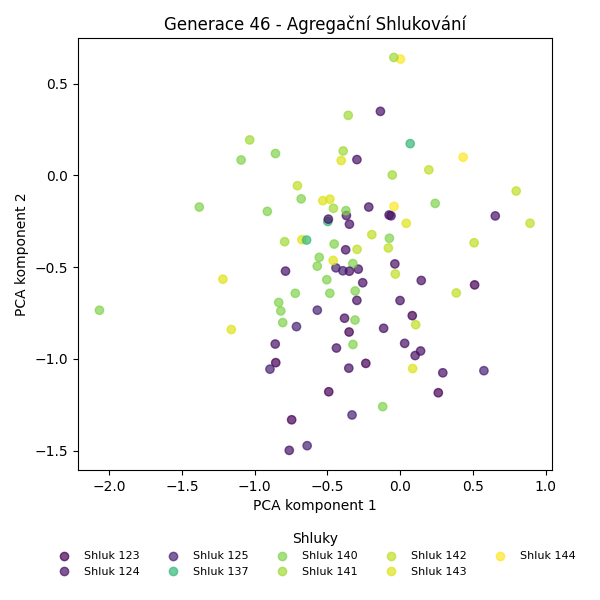 Generace 46 - Agregační Shlukování
PCA komponent 2
0.5
0.0
−0.5
−1.0
−1.5
−2.0 −1.5 −1.0 −0.5 0.0 0.5 1.0
PCA komponent 1
Shluky
Shluk 123 Shluk 125 Shluk 140 Shluk 142 Shluk 144
Shluk 124 Shluk 137 Shluk 141 Shluk 143